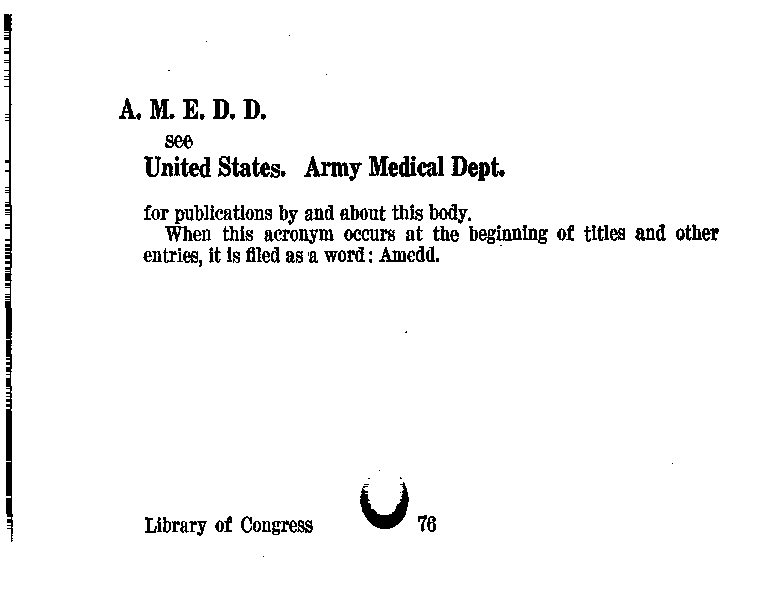 A. M. E. D. D.
see
United States. Army Medical Dept.
for publications by and about this body.
When this acronym occurs at the beginning of titles and other
entries, it is filed as a word : Amedd.
Library of Congress 76